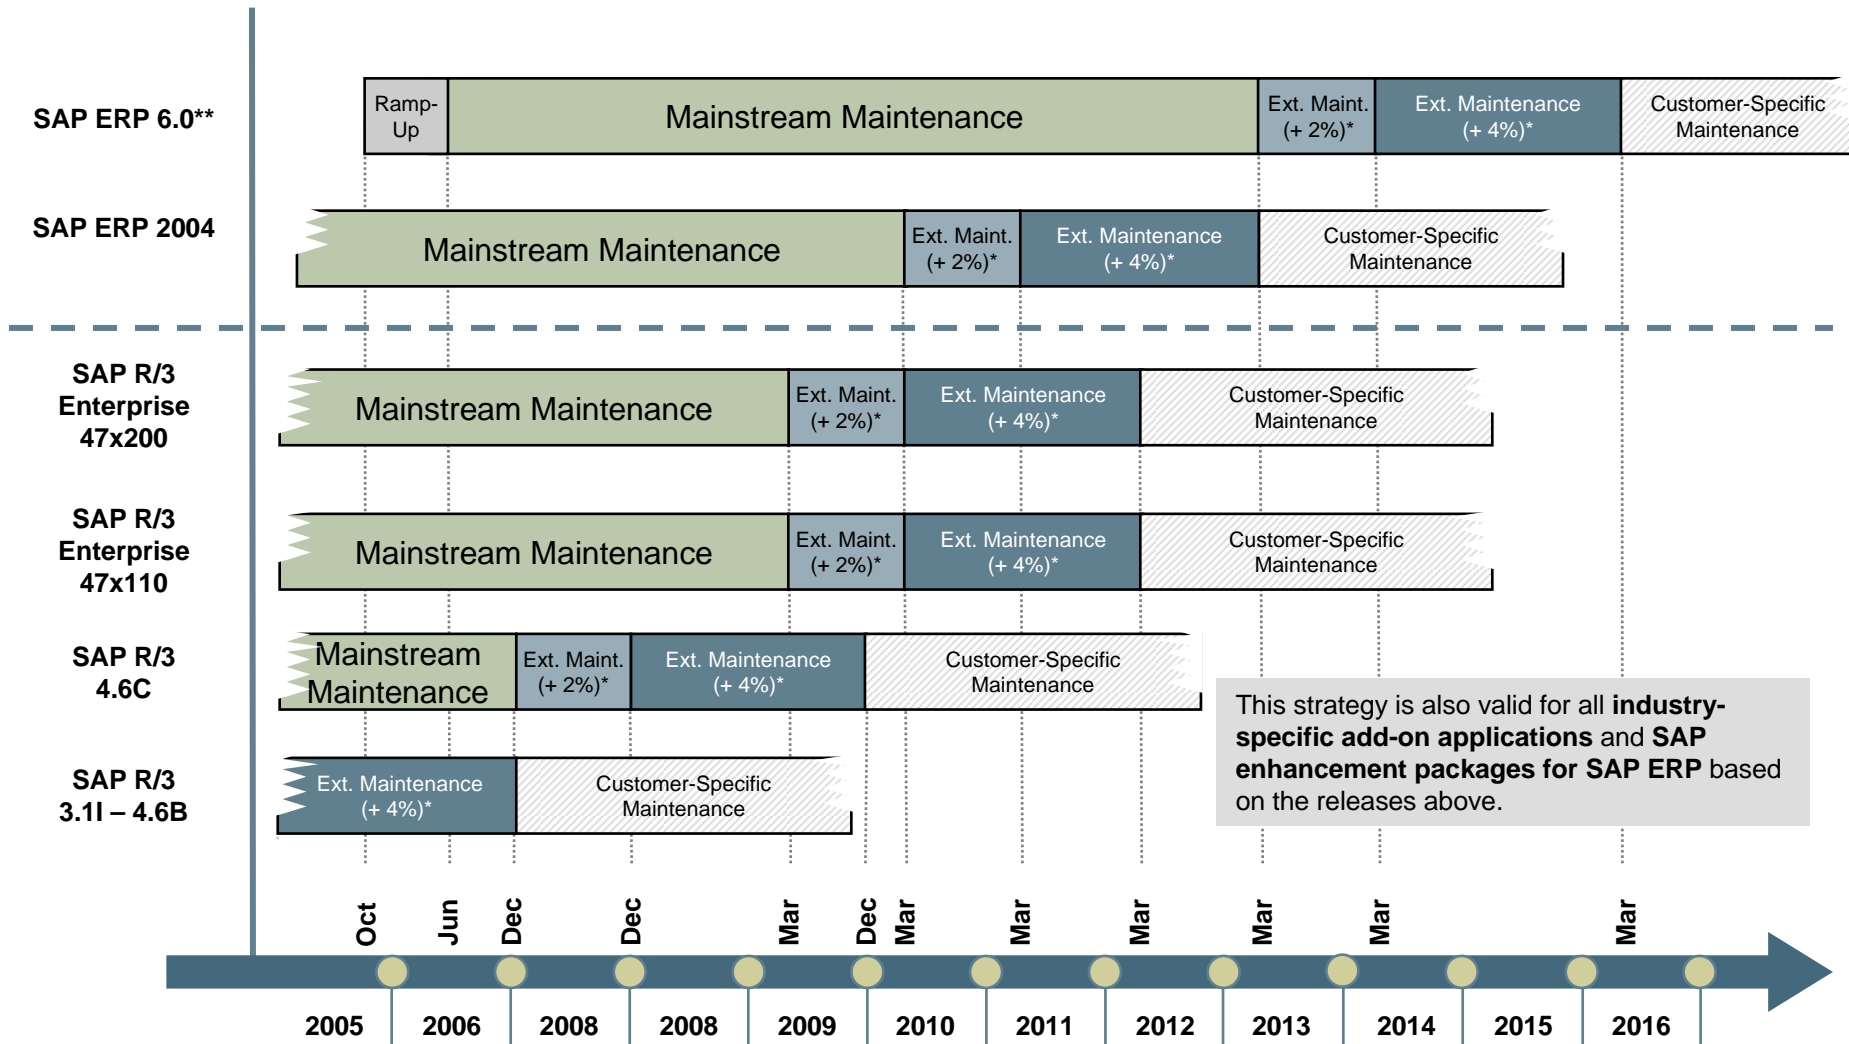 SAP ERP 6.0**
Ramp-
Up
Mainstream Maintenance
Ext. Maint.
(+ 2%)*
Ext. Maintenance
(+ 4%)*
Customer-Specific
Maintenance
SAP ERP 2004
Mainstream Maintenance
Ext. Maint.
(+ 2%)*
Ext. Maintenance
(+ 4%)*
Customer-Specific
Maintenance
SAP R/3
Enterprise
47x200
Mainstream Maintenance
Ext. Maint.
(+ 2%)*
Ext. Maintenance
(+ 4%)*
Customer-Specific
Maintenance
SAP R/3
Enterprise
47x110
Mainstream Maintenance
Ext. Maint.
(+ 2%)*
Ext. Maintenance
(+ 4%)*
Customer-Specific
Maintenance
SAP R/3
4.6C
Mainstream
Maintenance
Ext. Maint.
(+ 2%)*
Ext. Maintenance
(+ 4%)*
Customer-Specific
Maintenance
This strategy is also valid for all industry-
specific add-on applications and SAP
enhancement packages for SAP ERP based
on the releases above.
SAP R/3
3.1I – 4.6B
Ext. Maintenance
(+ 4%)*
Customer-Specific
Maintenance
Oct
Jun
Dec
Dec
Mar
Dec
Mar
Mar
Mar
Mar
Mar
Mar
2005
2006
2008
2008
2009
2010
2011
2012
2013
2014
2015
2016